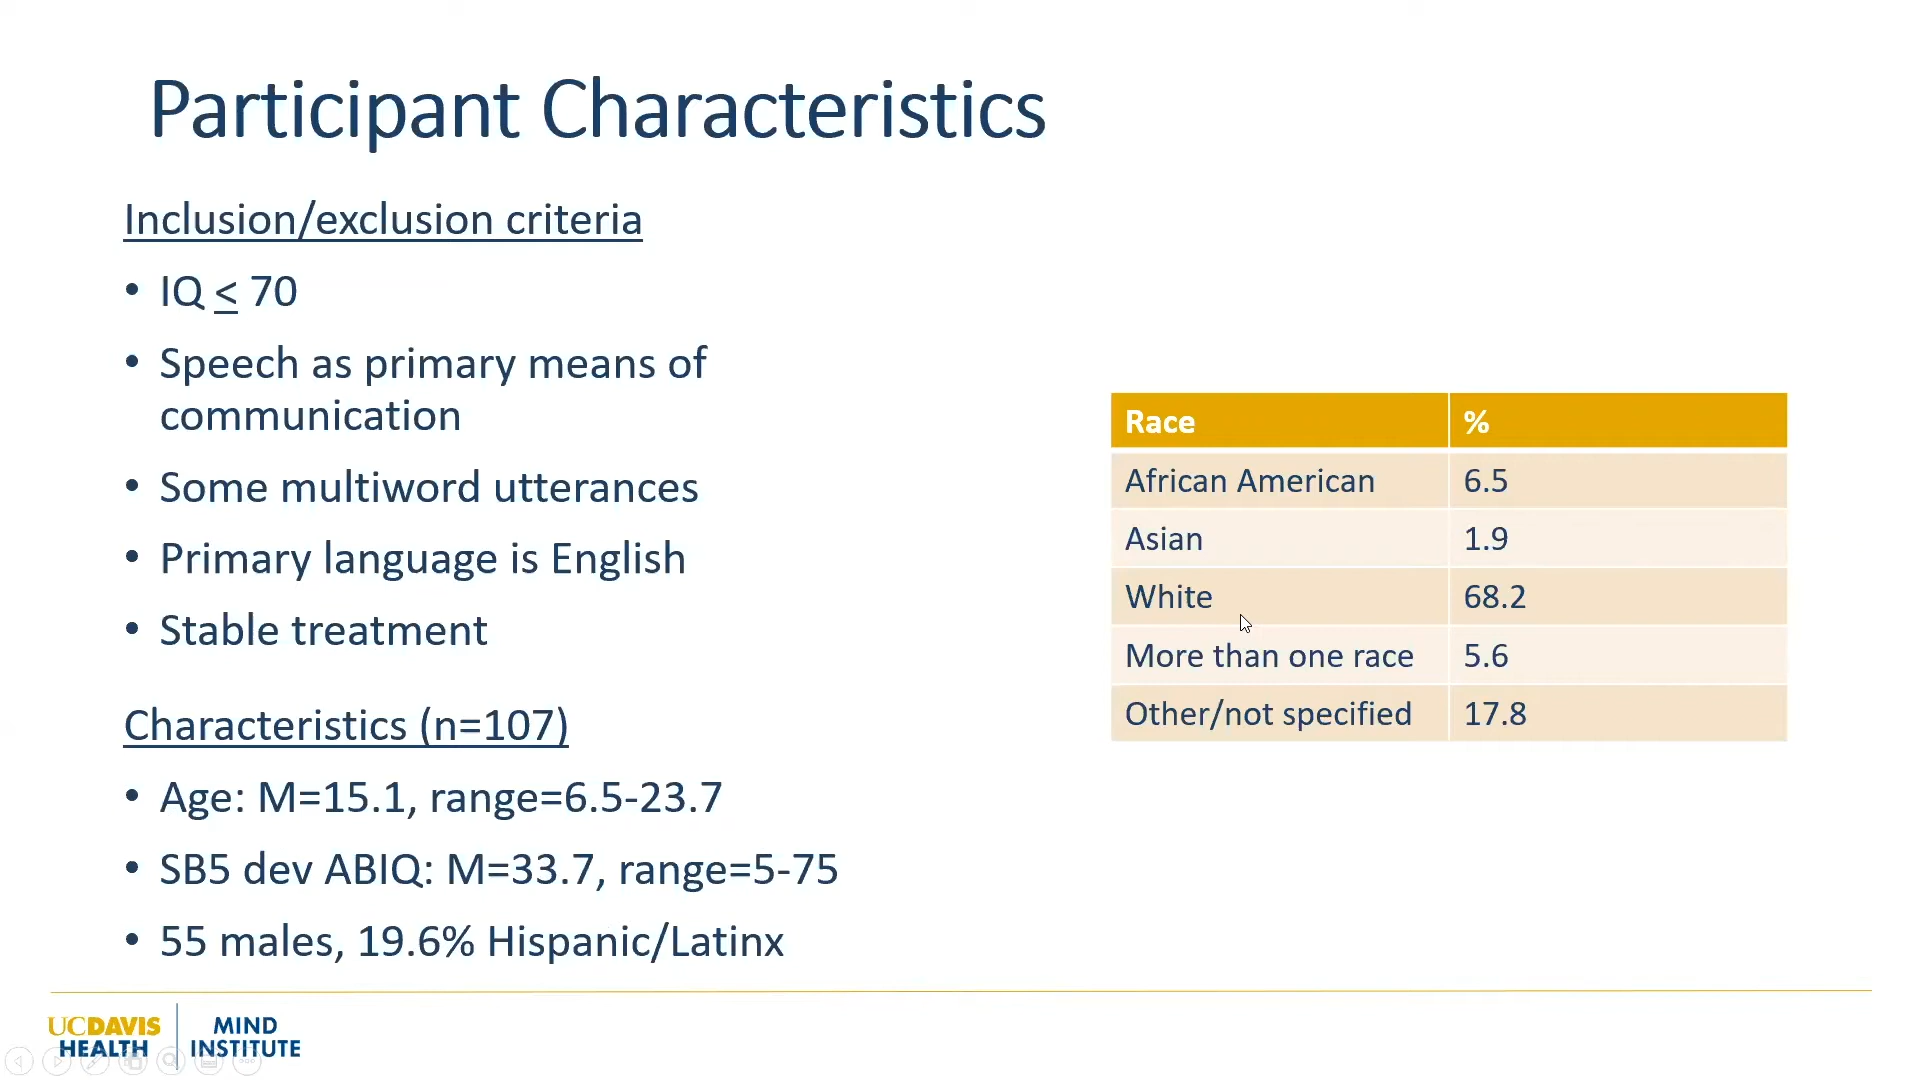 Participant Characteristics
Inclusion/exclusion criteria
• IQ ≤ 70
• Speech as primary means of
communication
• Some multiword utterances
• Primary language is English
• Stable treatment
Characteristics (n=107)
• Age: M=15.1, range=6.5-23.7
• SB5 dev ABIQ: M=33.7, range=5-75
• 55 males, 19.6% Hispanic/Latinx
Race %
African American 6.5
Asian 1.9
White 68.2
More than one race 5.6
Other/not specified 17.8
UCDAVIS
HEALTH
MIND
INSTITUTE